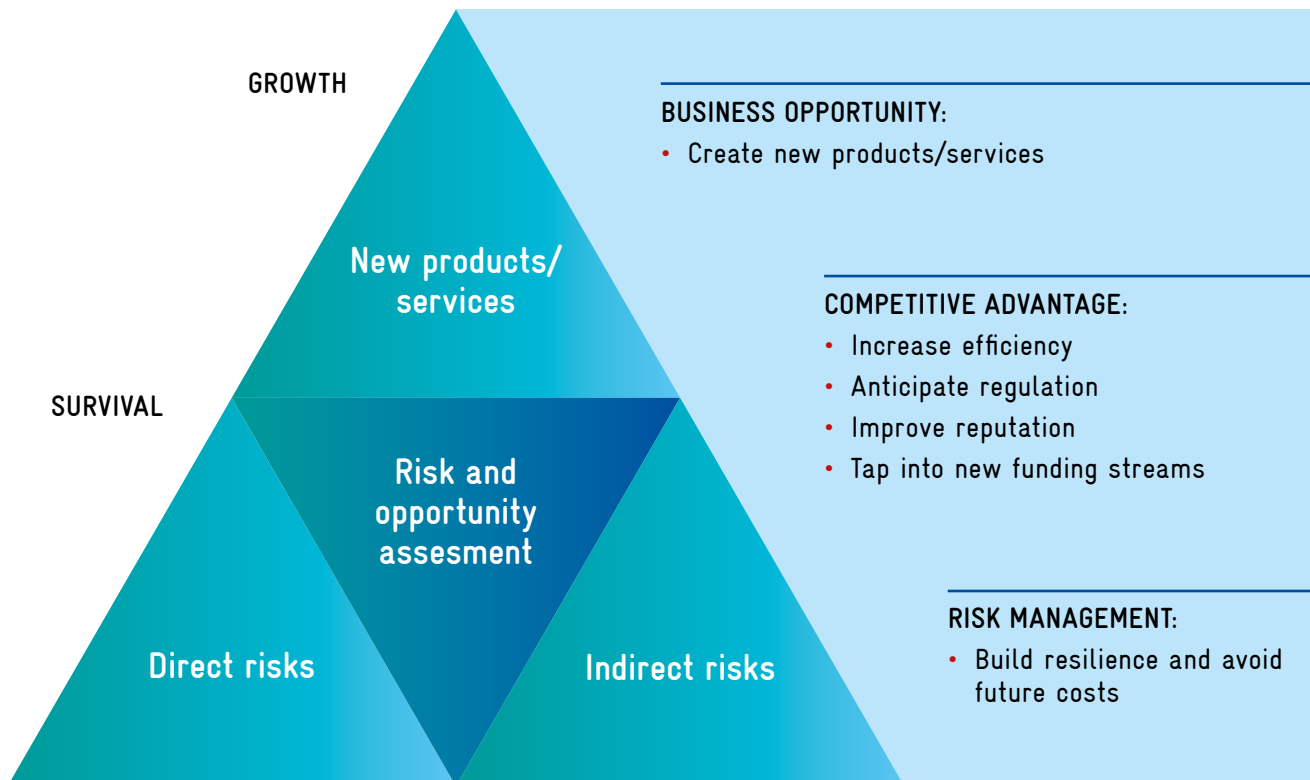 GROWTH
BUSINESS OPPORTUNITY:
• Create new products/services
New products/
services
COMPETITIVE ADVANTAGE:
• Increase efficiency
• Anticipate regulation
• Improve reputation
• Tap into new funding streams
SURVIVAL
Risk and
opportunity
assesment
RISK MANAGEMENT:
• Build resilience and avoid
future costs
Direct risks
Indirect risks